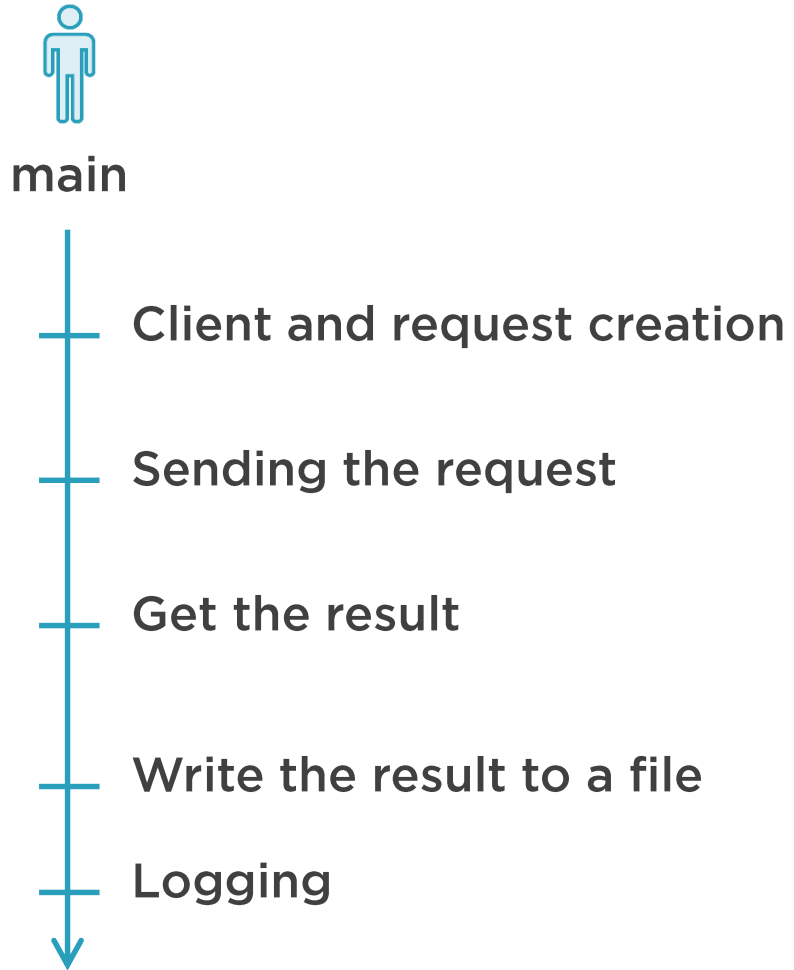 main
Client and request creation
Sending the request
Get the result
Write the result to a file
Logging